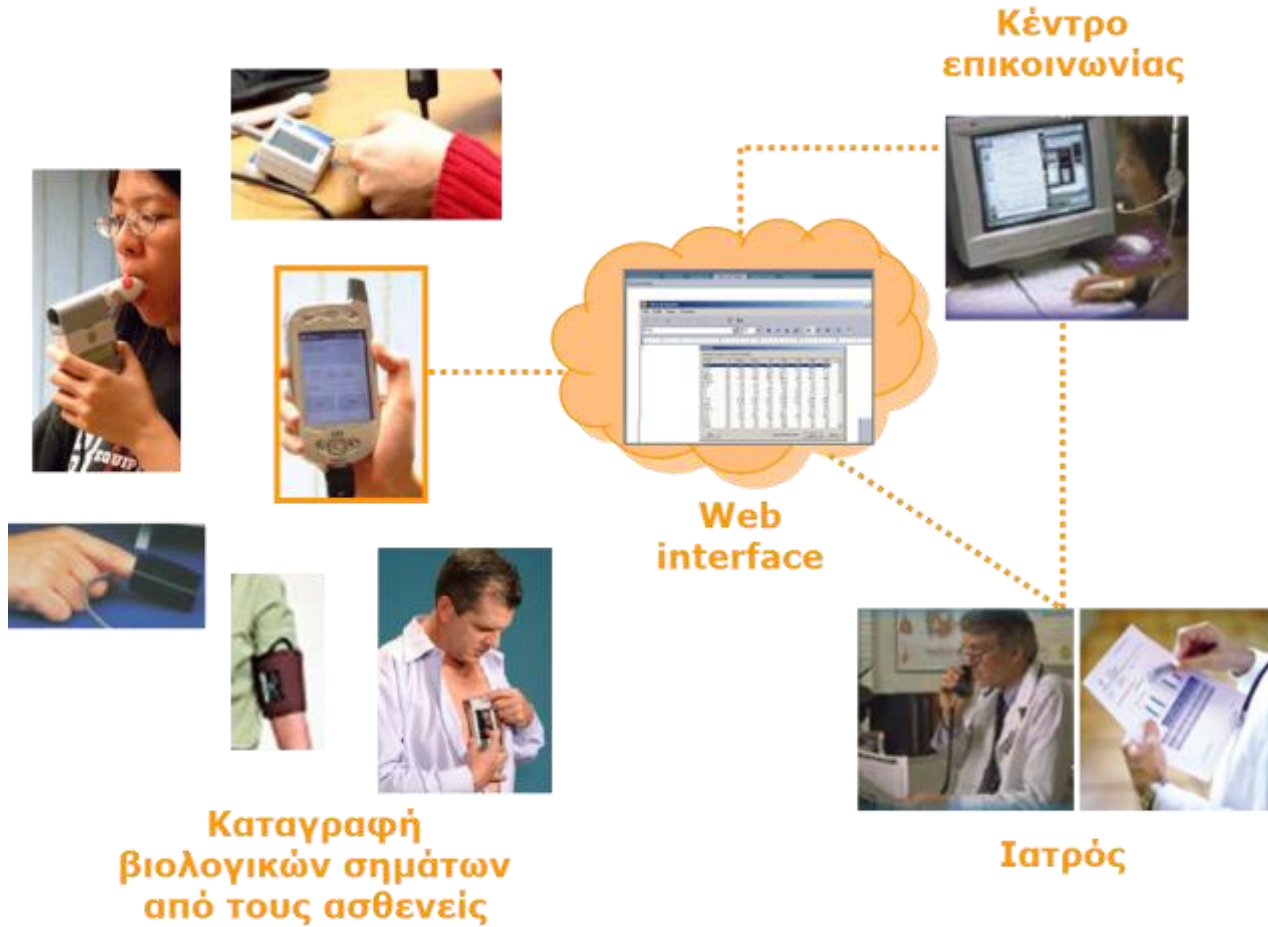 Κέντρο
επικοινωνίας
Web
interface
Ιατρός
Καταγραφή
βιολογικών σημάτων
από τους ασθενείς